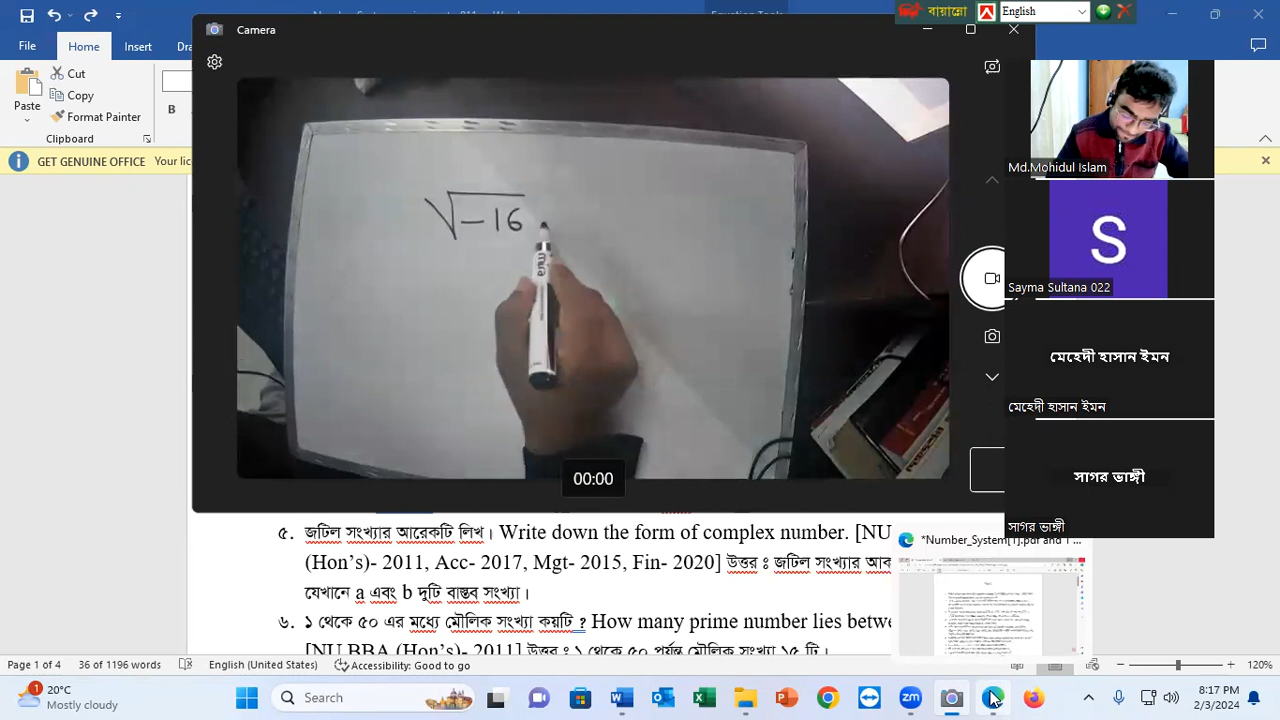 Camera
Equation Tools
বায়ান্নো English
File Home Insert
Cut
Copy
Paste Format Painter
B
Clipboard
GET GENUINE OFFICE Your lic
√-16
00:00
Md.Mohidul Islam
S
Sayma Sultana 022
মেহেদী হাসান ইমন
মেহেদী হাসান ইমন
সাগর ভাঙ্গী
সাগর ভাঙ্গী
*Number_System[1].pdf and 1 ...
৫. জটিল সংখ্যার আরেকটি লিখ। Write down the form of complex number. [NU
(Hon's)- 2011, Acc- 2017, Mgt- 2015, Fin- 2020] উত্তর ঃ জটিল সংখ্যার আব
যেখানে a এবং b দুটি বাস্তব সংখ্যা।
৫০ এর মধ্যে মৌলিক How many prime number lies betwe
Page 1 of 4 36 of 1196 words English (United States) Accessibility: Good to go 120%
20°C
Mostly cloudy
Search
8:17 PM
2/3/2024